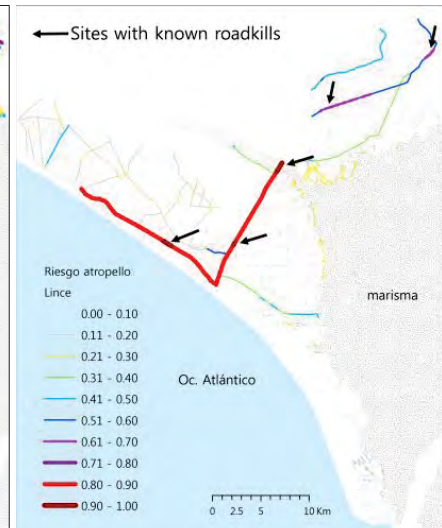 Sites with known roadkills
marisma
Riesgo atropello
Lince
0.00 - 0.10
0.11 - 0.20
0.21 - 0.30
0.31 - 0.40
0.41 - 0.50
0.51 - 0.60
0.61 - 0.70
0.71 - 0.80
0.80 - 0.90
0.90 - 1.00
Oc. Atlántico
0 2.5 5 10 Km